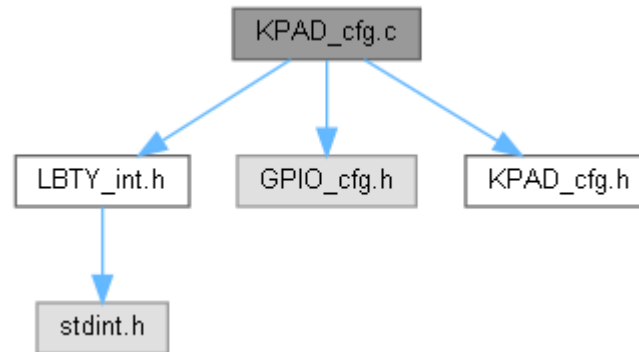 KPAD_cfg.c
LBTY_int.h
GPIO_cfg.h
KPAD_cfg.h
stdint.h